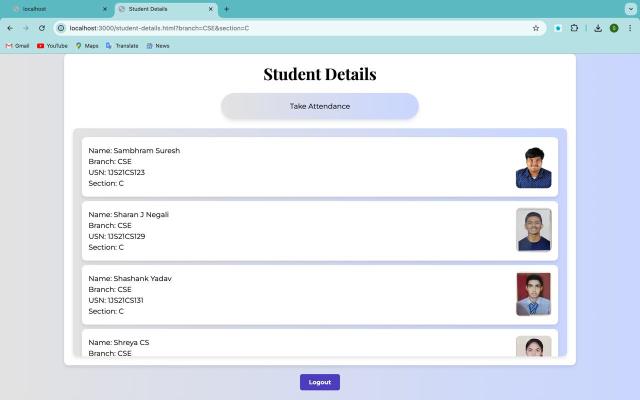 localhost
Student Details
localhost:3000/student-details.html?branch=CSE&section=C
Gmail
YouTube
Maps
Translate
News
Student Details
Take Attendance
Name: Sambhram Suresh
Branch: CSE
USN: 1JS21CS123
Section: C
Name: Sharan J Negali
Branch: CSE
USN: 1JS21CS129
Section: C
Name: Shashank Yadav
Branch: CSE
USN: 1JS21CS131
Section: C
Name: Shreya CS
Branch: CSE
Logout